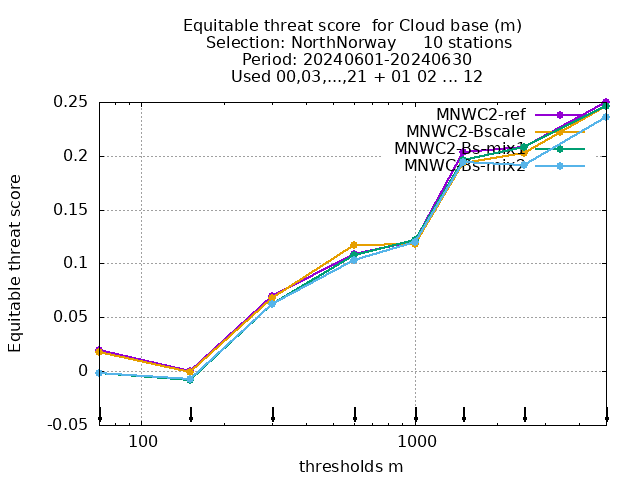 Equitable threat score  for Cloud base (m)
Selection: NorthNorway     10 stations
Period: 20240601-20240630
Used 00,03,...,21 + 01 02 ... 12
MNWC2-ref
MNWC2-Bscale
MNWC2-Bs-mix1
MNWC-Bs-mix2
Equitable threat score
0.25
0.2
0.15
0.1
0.05
0
-0.05
100
1000
thresholds m